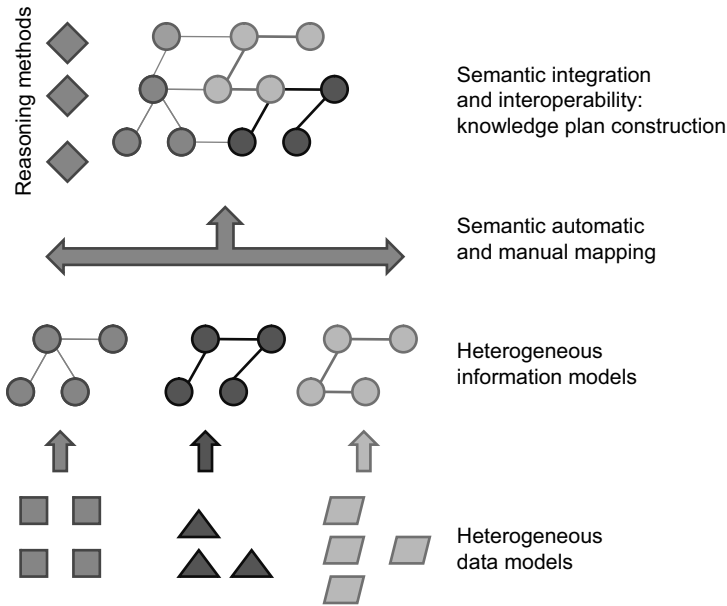 Reasoning methods
Semantic integration
and interoperability:
knowledge plan construction
Semantic automatic
and manual mapping
Heterogeneous
information models
Heterogeneous
data models